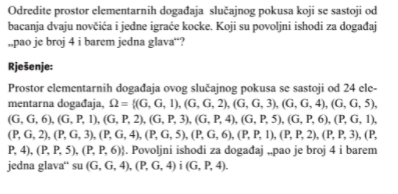 Odredite prostor elementarnih događaja slučajnog pokusa koji se sastoji od
bacanja dvaju novčića i jedne igraće kocke. Koji su povoljni ishodi za događaj
„pao je broj 4 i barem jedna glava“?
Rješenje:
Prostor elementarnih događaja ovog slučajnog pokusa se sastoji od 24 ele-
mentarna događaja, Ω = {(G, G, 1), (G, G, 2), (G, G, 3), (G, G, 4), (G, G, 5),
(G, G, 6), (G, P, 1), (G, P, 2), (G, P, 3), (G, P, 4), (G, P, 5), (G, P, 6), (P, G, 1),
(P, G, 2), (P, G, 3), (P, G, 4), (P, G, 5), (P, G, 6), (P, P, 1), (P, P, 2), (P, P, 3), (P,
P, 4), (P, P, 5), (P, P, 6)}. Povoljni ishodi za događaj „pao je broj 4 i barem
jedna glava“ su (G, G, 4), (P, G, 4) i (G, P, 4).